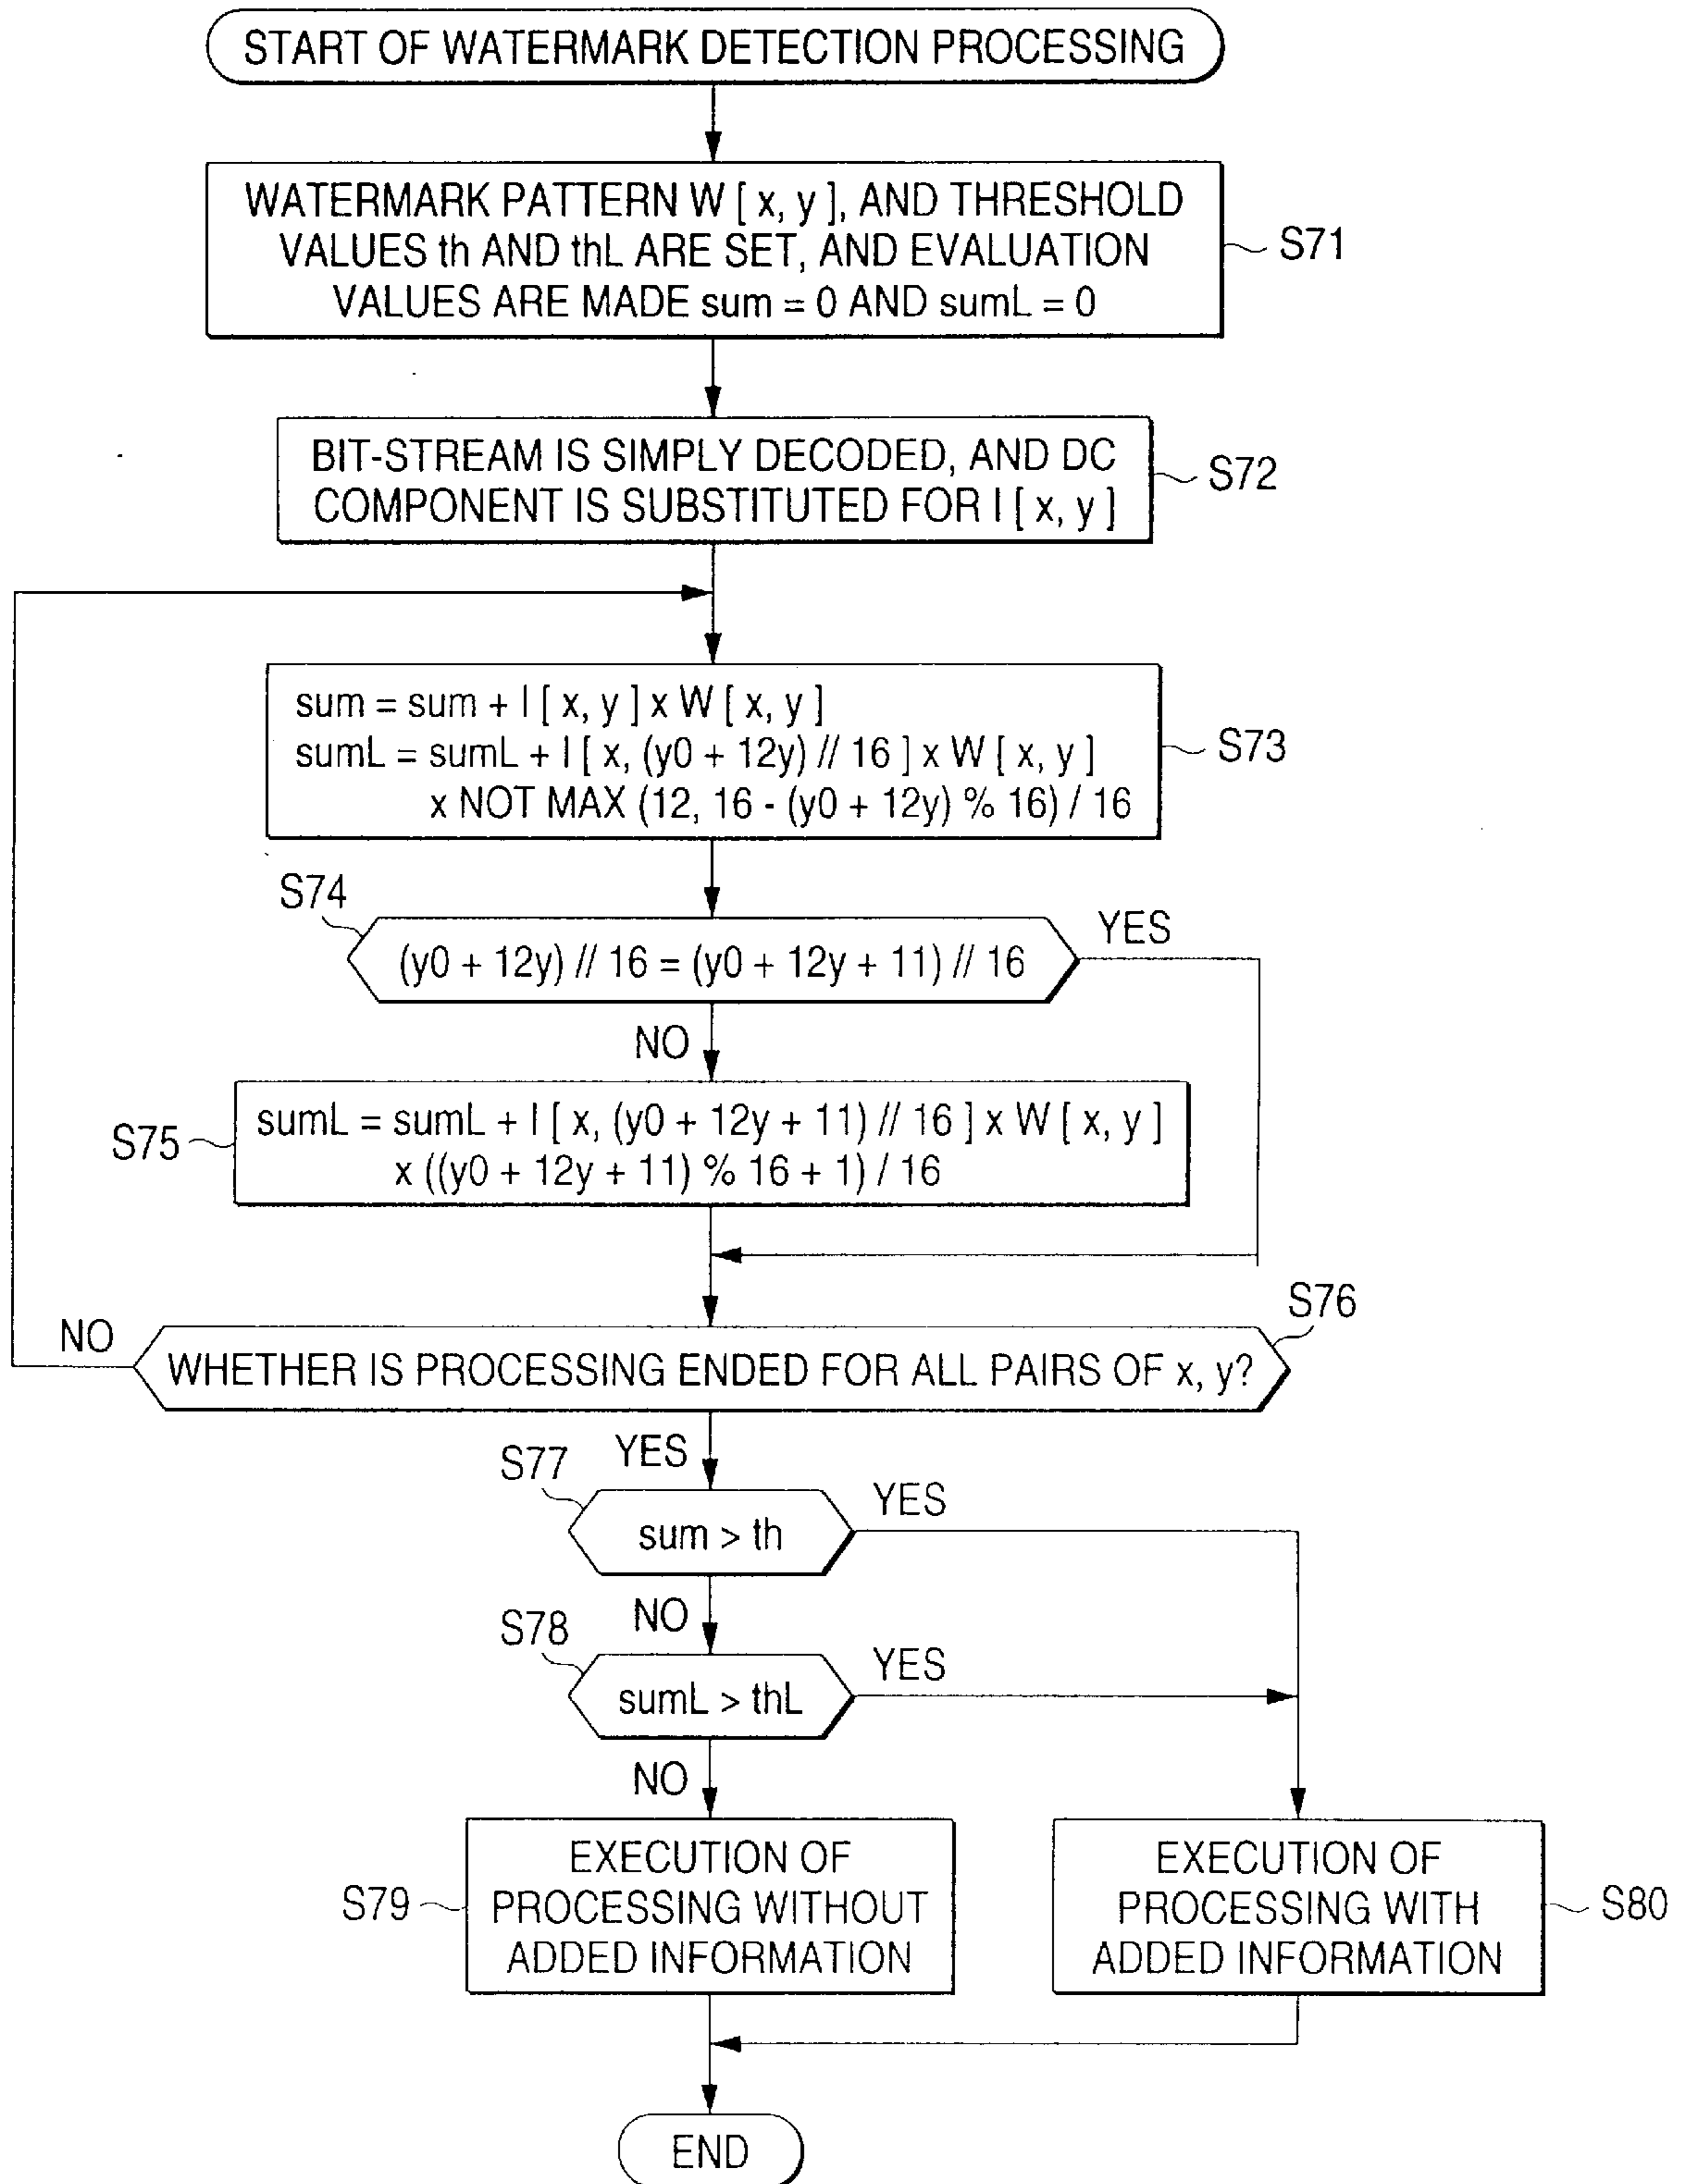 START OF WATERMARK DETECTION PROCESSING
WATERMARK PATTERN W [ x, y ], AND THRESHOLD
VALUES th AND thL ARE SET, AND EVALUATION
VALUES ARE MADE sum = 0 AND sumL = 0
S71
BIT-STREAM IS SIMPLY DECODED, AND DC
COMPONENT IS SUBSTITUTED FOR I [ x, y ]
S72
sum = sum + I [ x, y ] x W [ x, y ]
sumL = sumL + I [ x, (y0 + 12y) // 16 ] x W [ x, y ]
x NOT MAX (12, 16 - (y0 + 12y) % 16) / 16
S73
S74
(y0 + 12y) // 16 = (y0 + 12y + 11) // 16
YES
NO
S75
sumL = sumL + I [ x, (y0 + 12y + 11) // 16 ] x W [ x, y ]
x ((y0 + 12y + 11) % 16 + 1) / 16
S76
NO
WHETHER IS PROCESSING ENDED FOR ALL PAIRS OF x, y?
YES
S77
sum > th
YES
NO
S78
sumL > thL
YES
NO
S79
EXECUTION OF
PROCESSING WITHOUT
ADDED INFORMATION
EXECUTION OF
PROCESSING WITH
ADDED INFORMATION
S80
END